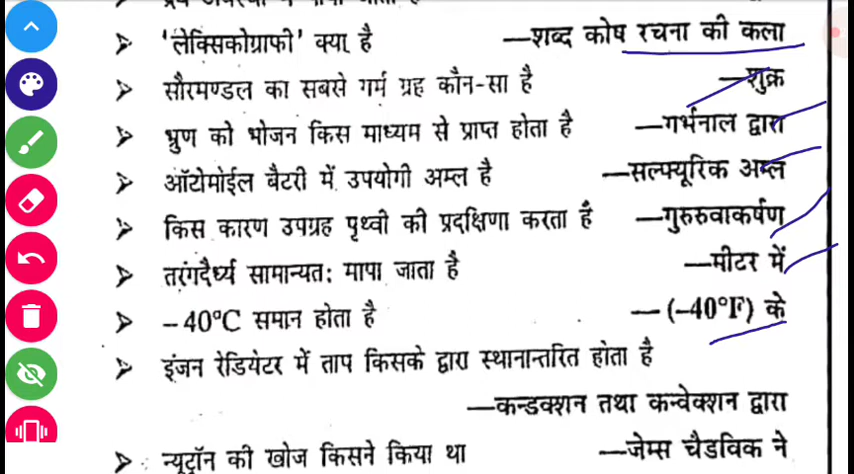 'लेक्सिकोग्राफी' क्या है —शब्द कोष रचना की कला
सौरमण्डल का सबसे गर्म ग्रह कौन-सा है —शुक्र
भ्रुण को भोजन किस माध्यम से प्राप्त होता है —गर्भनाल द्वारा
ऑटोमोईल बैटरी में उपयोगी अम्ल है —सल्फ्यूरिक अम्ल
किस कारण उपग्रह पृथ्वी की प्रदक्षिणा करता है —गुरुरुवाकर्षण
तरंगदैर्ध्य सामान्यतः मापा जाता है —मीटर में
–40°C समान होता है — (–40°F) के
इंजन रेडियेटर में ताप किसके द्वारा स्थानान्तरित होता है
—कन्डक्शन तथा कन्वेक्शन द्वारा
न्यूट्रॉन की खोज किसने किया था —जेम्स चैडविक ने